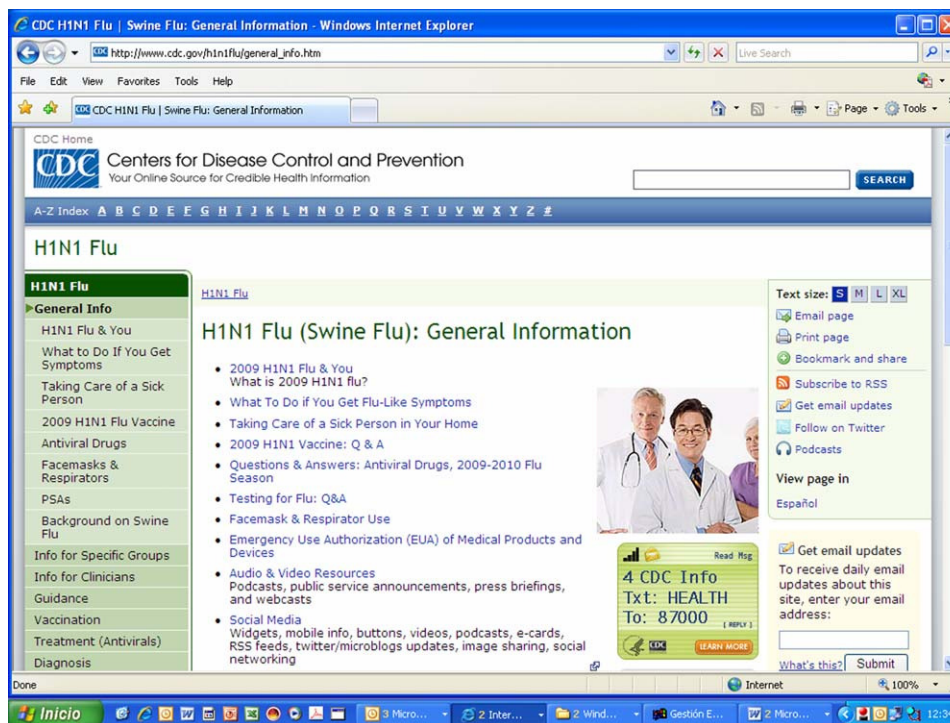 CDC H1N1 Flu | Swine Flu: General Information - Windows Internet Explorer
http://www.cdc.gov/h1n1flu/general_info.htm
Live Search
File Edit View Favorites Tools Help
CDC H1N1 Flu | Swine Flu: General Information
Page Tools
CDC Home
CDC Centers for Disease Control and Prevention
Your Online Source for Credible Health Information
SEARCH
A-Z Index A B C D E F G H I J K L M N O P Q R S T U V W X Y Z #
H1N1 Flu
H1N1 Flu
General Info
H1N1 Flu & You
What to Do If You Get
Symptoms
Taking Care of a Sick
Person
2009 H1N1 Flu Vaccine
Antiviral Drugs
Facemasks &
Respirators
PSAs
Background on Swine
Flu
Info for Specific Groups
Info for Clinicians
Guidance
Vaccination
Treatment (Antivirals)
Diagnosis
H1N1 Flu
H1N1 Flu (Swine Flu): General Information
2009 H1N1 Flu & You
What is 2009 H1N1 flu?
What To Do if You Get Flu-Like Symptoms
Taking Care of a Sick Person in Your Home
2009 H1N1 Vaccine: Q & A
Questions & Answers: Antiviral Drugs, 2009-2010 Flu
Season
Testing for Flu: Q&A
Facemask & Respirator Use
Emergency Use Authorization (EUA) of Medical Products and
Devices
Audio & Video Resources
Podcasts, public service announcements, press briefings,
and webcasts
Social Media
Widgets, mobile info, buttons, videos, podcasts, e-cards,
RSS feeds, twitter/microblogs updates, image sharing, social
networking
Read Msg
4 CDC Info
Txt: HEALTH
To: 87000
[ REPLY ]
CDC
LEARN MORE
Text size: S M L XL
Email page
Print page
Bookmark and share
Subscribe to RSS
Get email updates
Follow on Twitter
Podcasts
View page in
Español
Get email updates
To receive daily email
updates about this
site, enter your email
address:
What's this? Submit
Done
Internet
100%
Inicio
3 Micro...
2 Inter...
2 Wind...
Gestión E...
2 Micro...